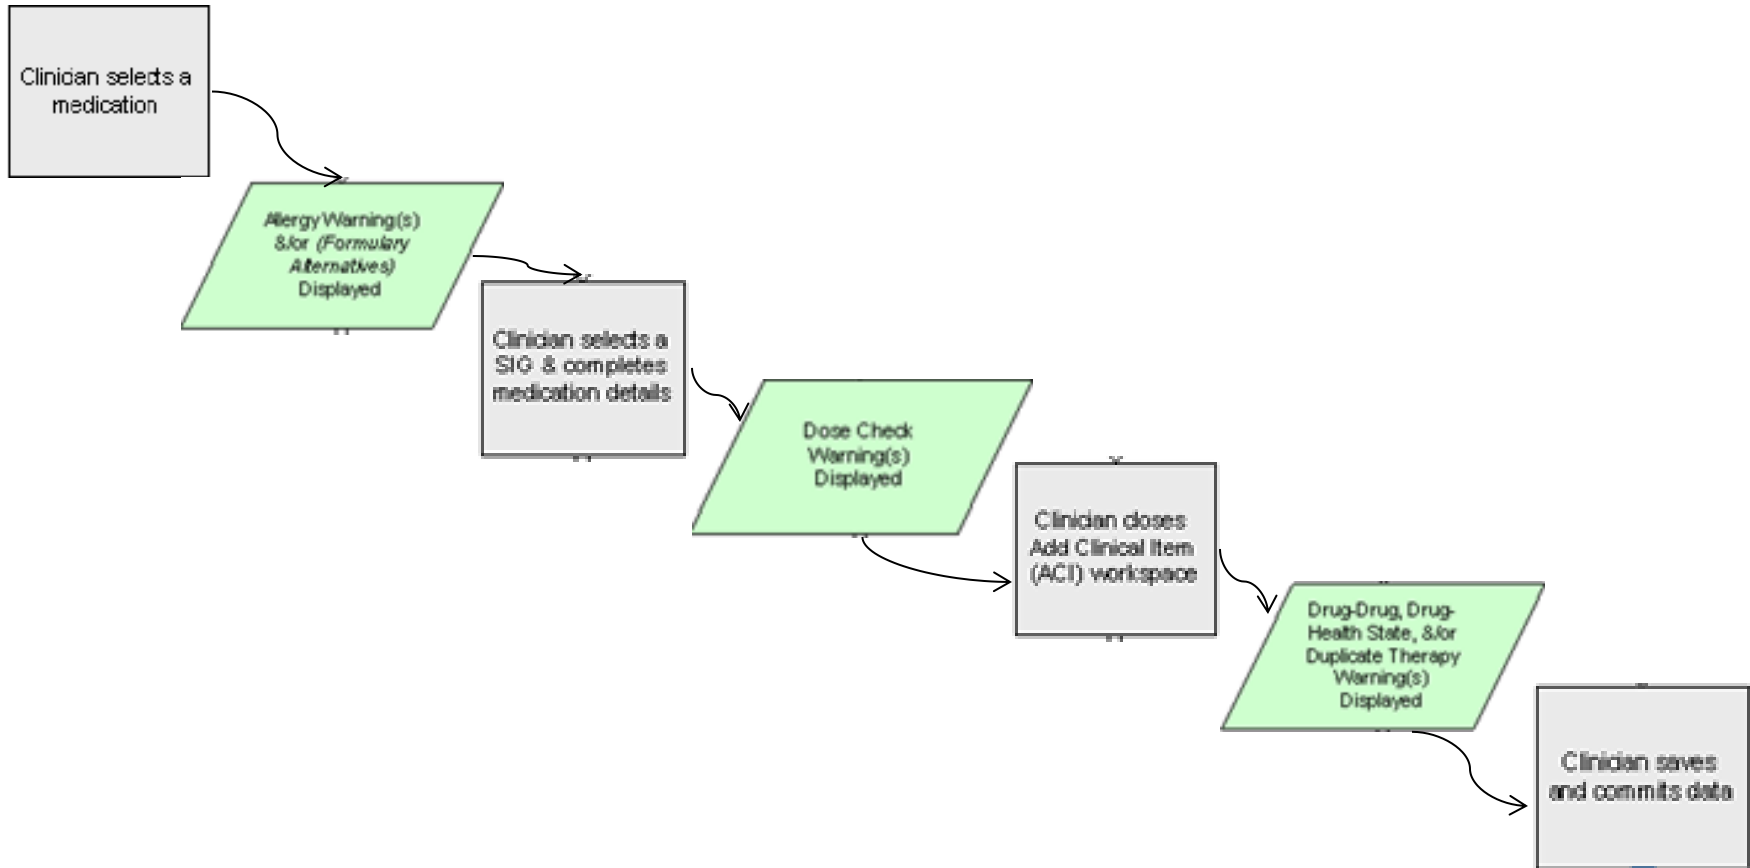 Clinician selects a
medication
Allergy Warning(s)
&/or (Formulary
Alternatives)
Displayed
Clinician selects a
SIG & completes
medication details
Dose Check
Warning(s)
Displayed
Clinician closes
Add Clinical Item
(ACI) workspace
Drug-Drug, Drug-
Health State, &/or
Duplicate Therapy
Warning(s)
Displayed
Clinician saves
and commits data